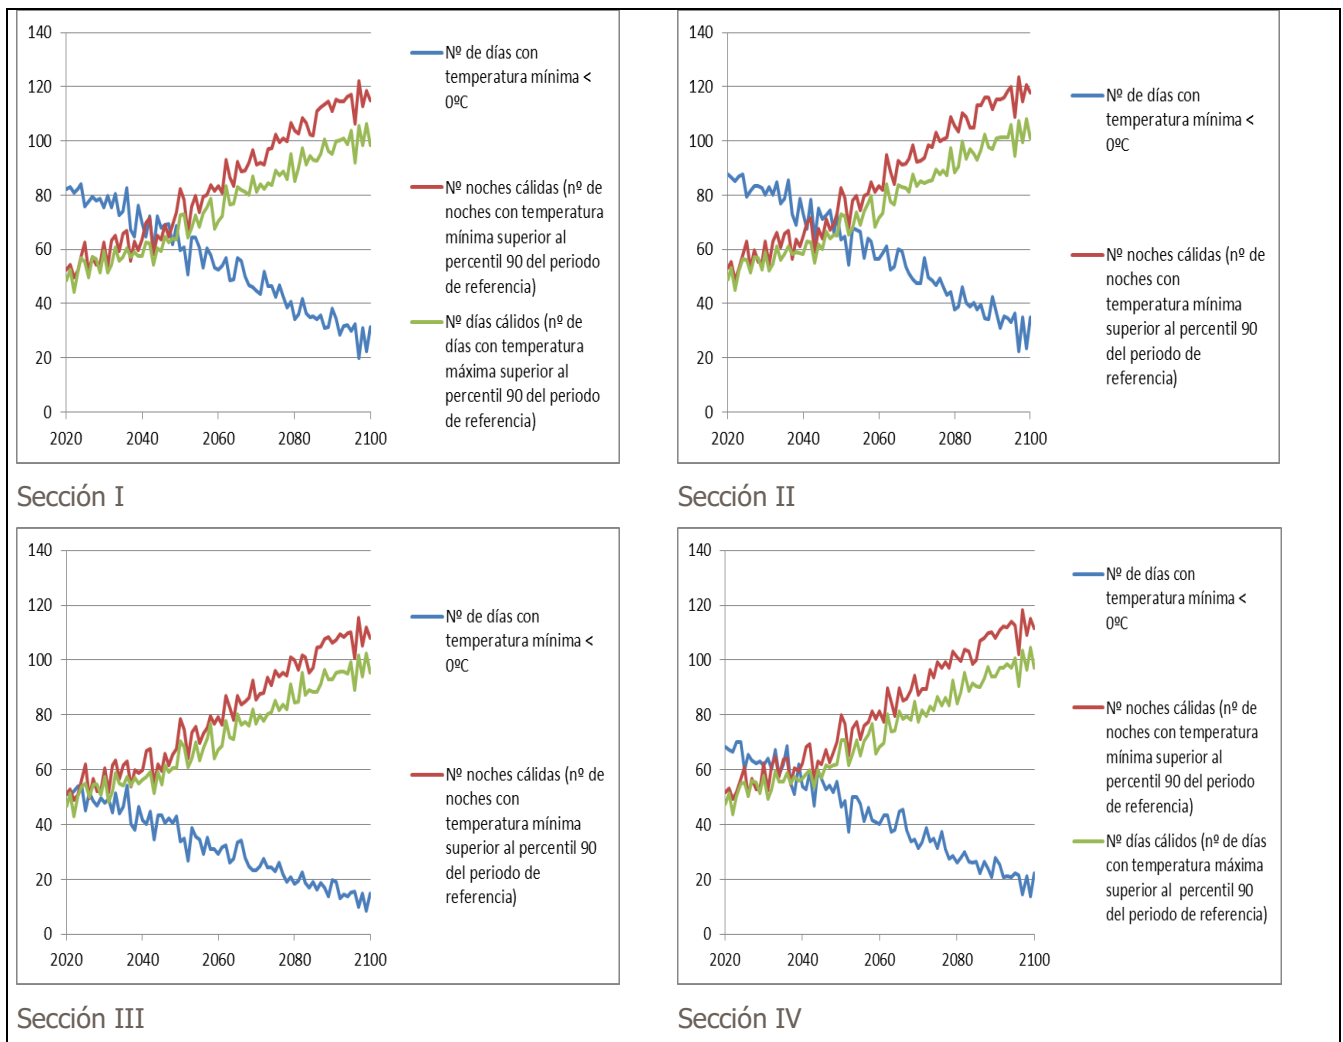 140
120
100
80
60
40
20
0
2020 2040 2060 2080 2100
Nº de días con
temperatura mínima <
0ºC
Nº noches cálidas (nº de
noches con temperatura
mínima superior al
percentil 90 del periodo
de referencia)
Nº días cálidos (nº de
días con temperatura
máxima superior al
percentil 90 del periodo
de referencia)
Sección I
140
120
100
80
60
40
20
0
2020 2040 2060 2080 2100
Nº de días con
temperatura mínima <
0ºC
Nº noches cálidas (nº de
noches con
temperatura mínima
superior al percentil 90
del periodo de
referencia)
Sección II
140
120
100
80
60
40
20
0
2020 2040 2060 2080 2100
Nº de días con
temperatura mínima <
0ºC
Nº noches cálidas (nº de
noches con
temperatura mínima
superior al percentil 90
del periodo de
referencia)
Sección III
140
120
100
80
60
40
20
0
2020 2040 2060 2080 2100
Nº de días con
temperatura mínima <
0ºC
Nº noches cálidas (nº de
noches con temperatura
mínima superior al
percentil 90 del periodo
de referencia)
Nº días cálidos (nº de días
con temperatura máxima
superior al percentil 90
del periodo de referencia)
Sección IV